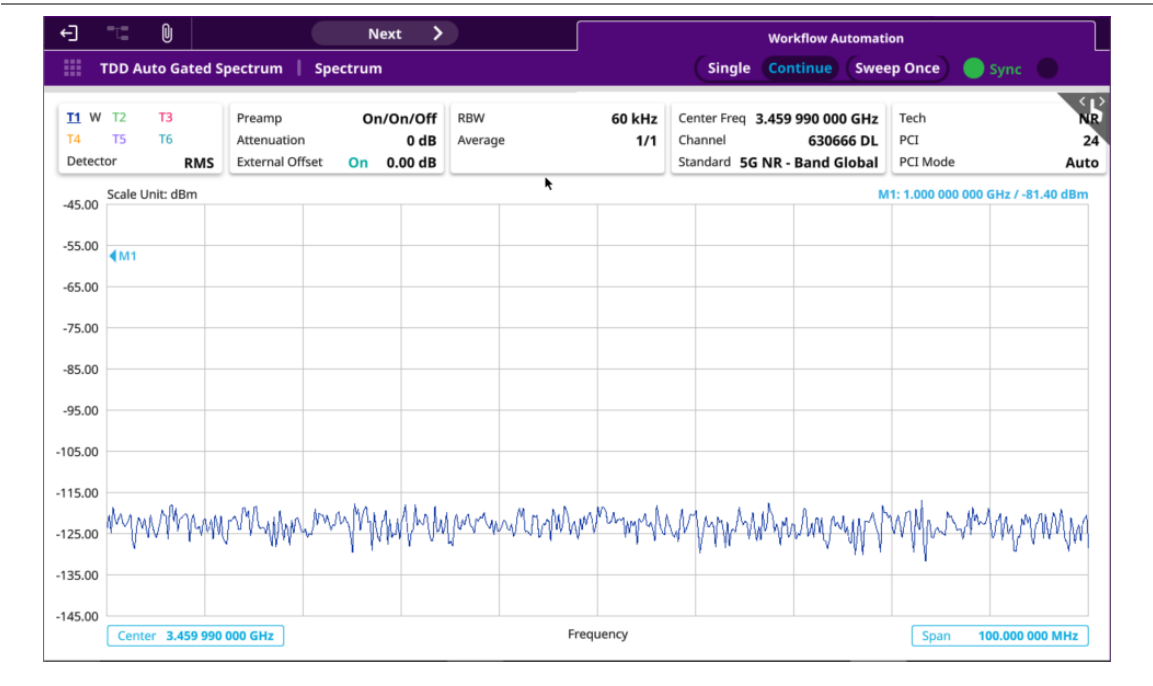 Next
Workflow Automation
TDD Auto Gated Spectrum | Spectrum
Single Continue Sweep Once Sync
T1 W T2 T3
T4 T5 T6
Detector RMS
Preamp On/On/Off
Attenuation 0 dB
External Offset On 0.00 dB
RBW 60 kHz
Average 1/1
Center Freq 3.459 990 000 GHz
Channel 630666 DL
Standard 5G NR - Band Global
Tech NR
PCI 24
PCI Mode Auto
Scale Unit: dBm
M1: 1.000 000 000 GHz / -81.40 dBm
-45.00
-55.00
M1
-65.00
-75.00
-85.00
-95.00
-105.00
-115.00
-125.00
-135.00
-145.00
Center 3.459 990 000 GHz
Frequency
Span 100.000 000 MHz